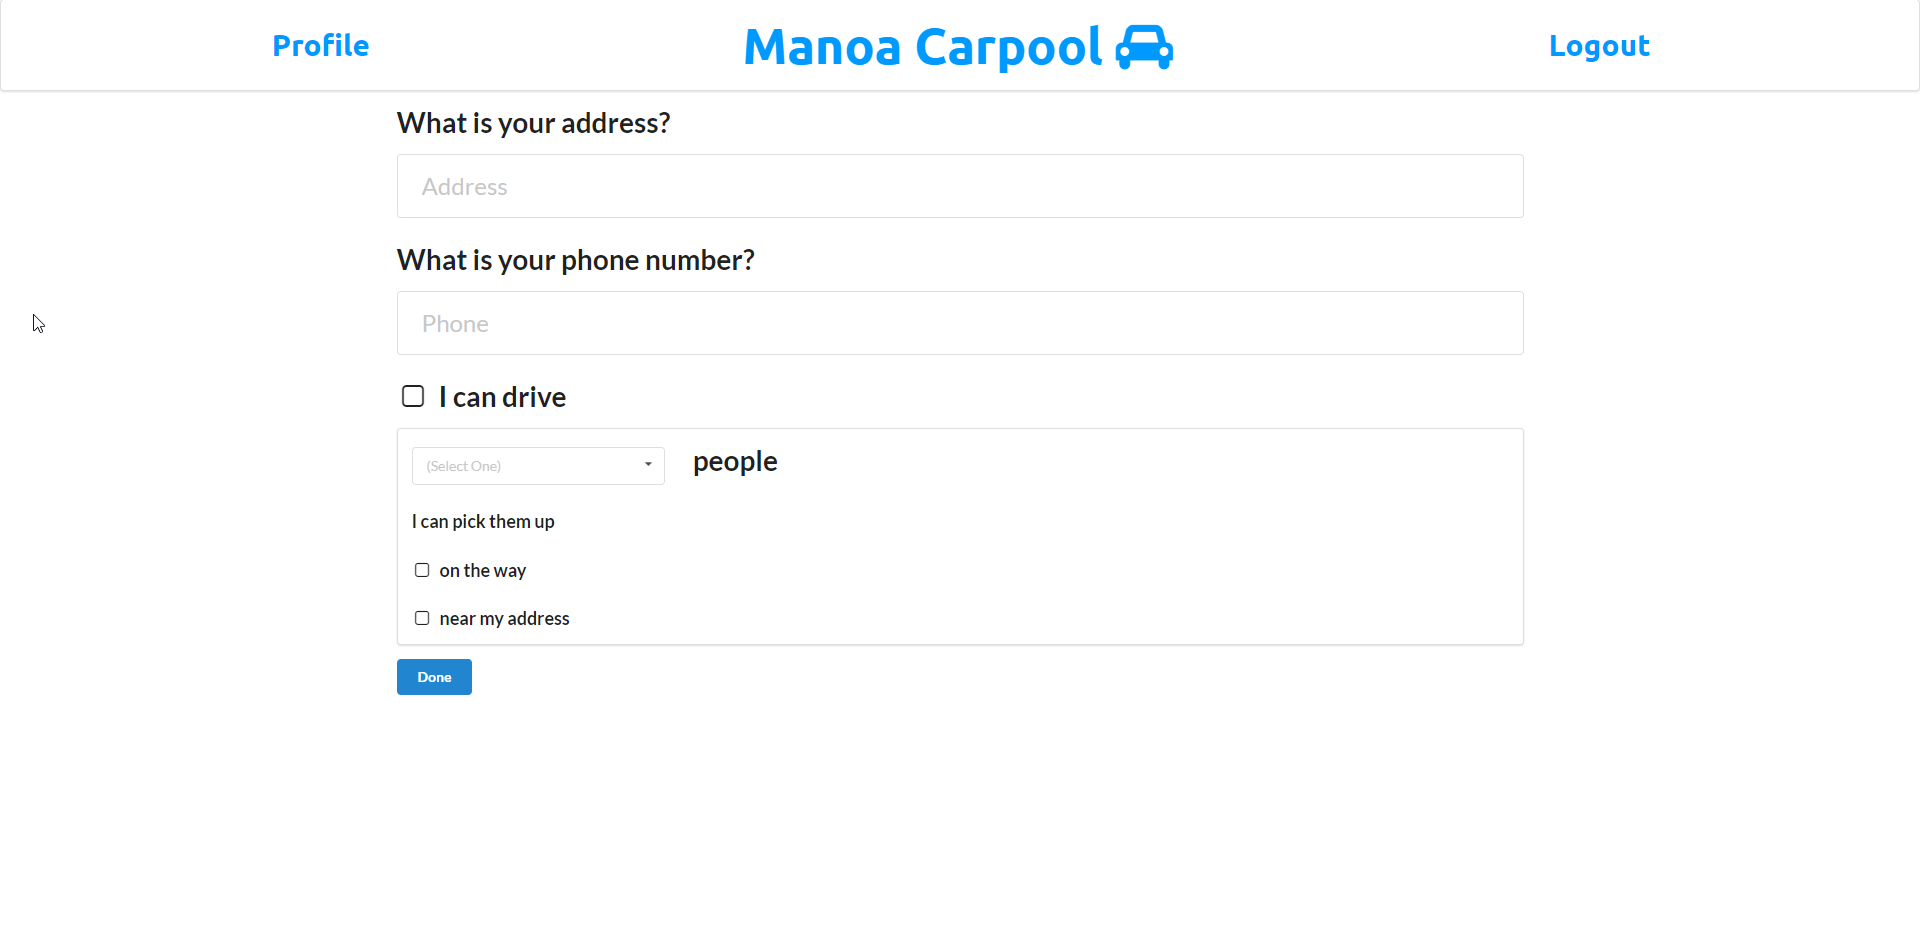 Profile
Manoa Carpool
Logout
What is your address?
Address
What is your phone number?
Phone
I can drive
(Select One)
people
I can pick them up
on the way
near my address
Done